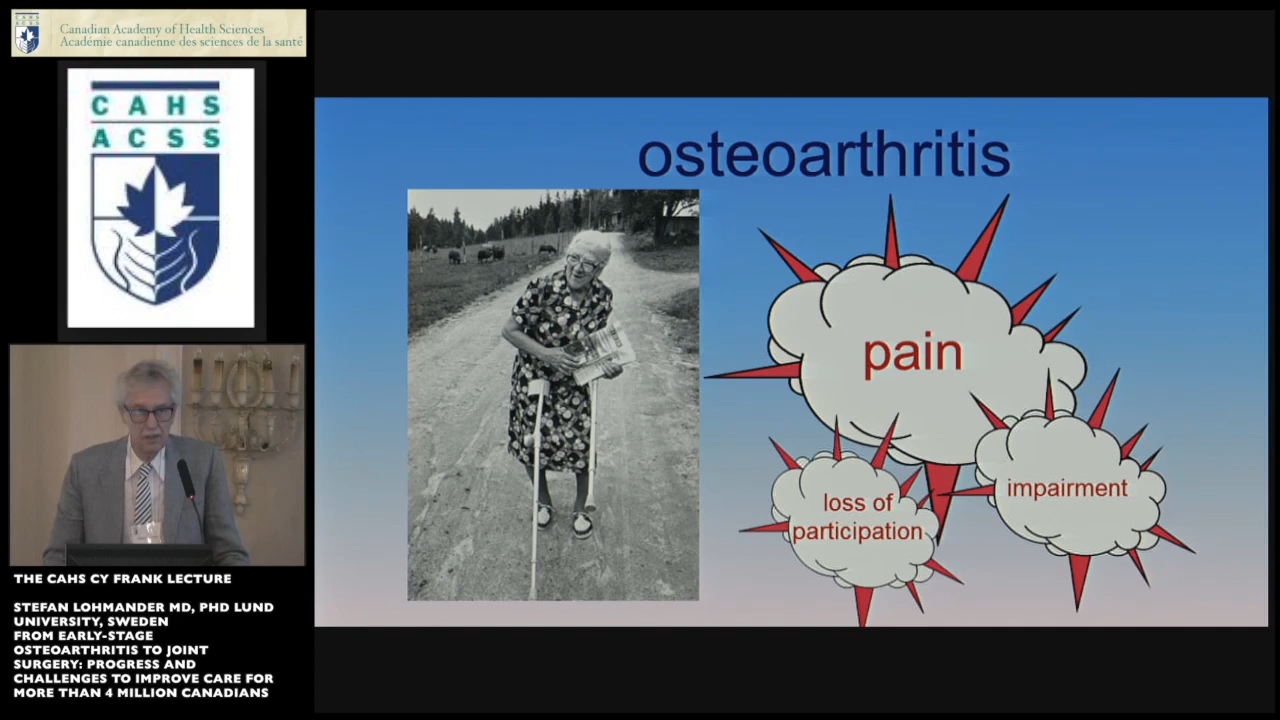 Canadian Academy of Health Sciences
Académie canadienne des sciences de la santé
CAHS
ACSS
THE CAHS CY FRANK LECTURE
STEFAN LOHMANDER MD, PHD LUND
UNIVERSITY, SWEDEN
FROM EARLY-STAGE
OSTEOARTHRITIS TO JOINT
SURGERY: PROGRESS AND
CHALLENGES TO IMPROVE CARE FOR
MORE THAN 4 MILLION CANADIANS
osteoarthritis
pain
loss of
participation
impairment